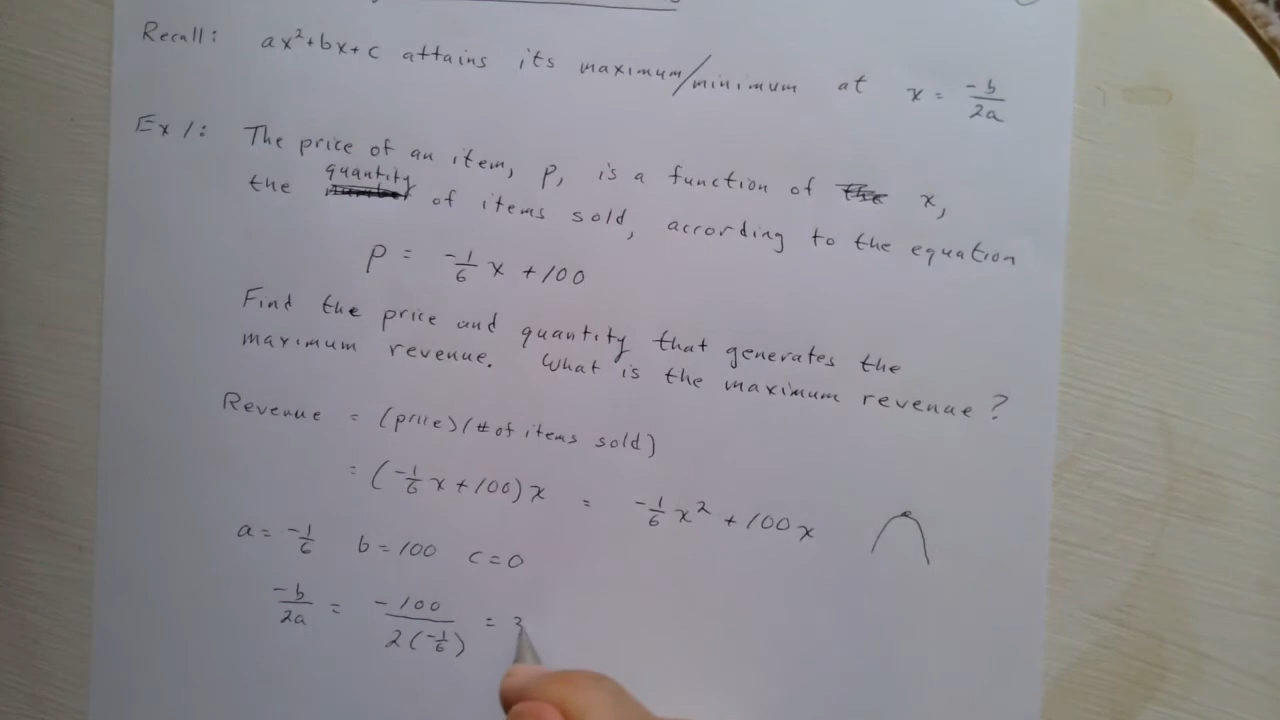 Recall: ax²+bx+c attains its maximum/minimum at x = -b/2a
Ex 1: The price of an item, p, is a function of x,
the quantity of items sold, according to the equation
p = -1/6 x + 100
Find the price and quantity that generates the
maximum revenue. What is the maximum revenue?
Revenue = (price)(# of items sold)
= (-1/6 x + 100) x = -1/6 x² + 100x
a = -1/6 b = 100 c = 0
-b/2a = -100/2(-1/6) = 3